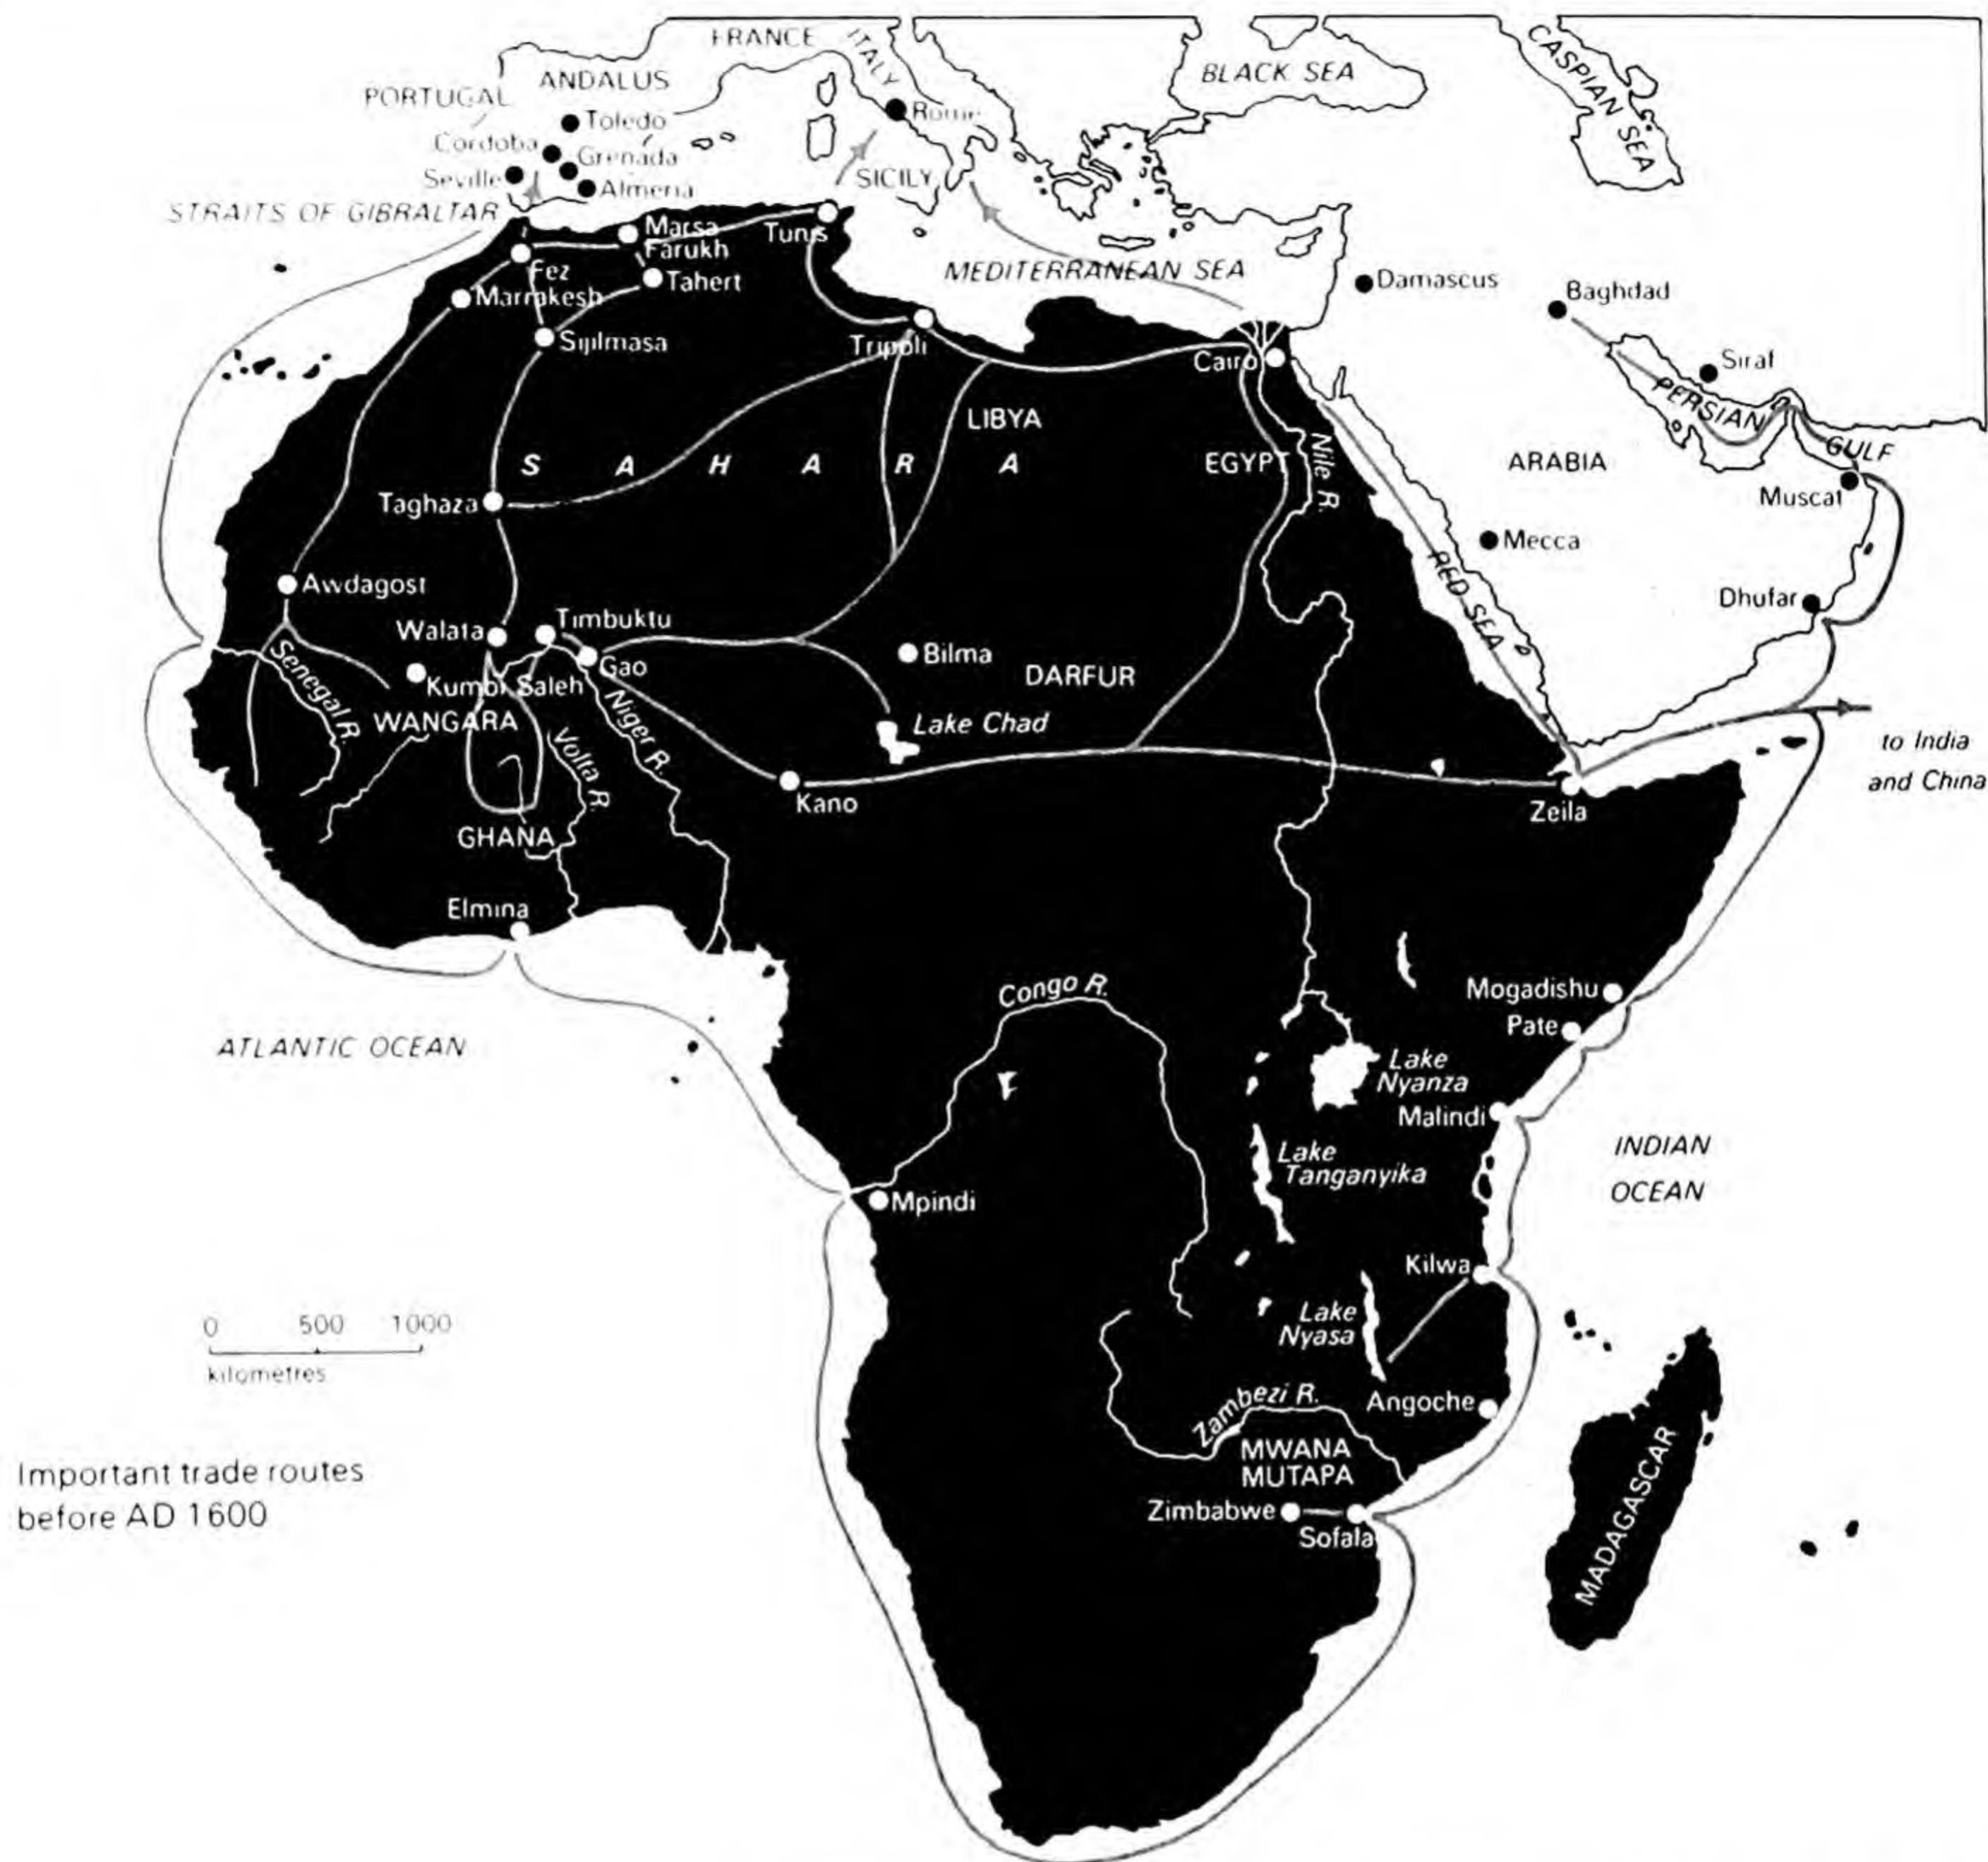 FRANCE
ITALY
CASPIAN SEA
BLACK SEA
ANDALUS
PORTUGAL
Toledo
Rome
Cordoba
Grenada
Seville
Almeria
SICILY
STRAITS OF GIBRALTAR
Marsa
Farukh
Tunis
Fez
Tahert
MEDITERRANEAN SEA
Damascus
Baghdad
Marrakesh
Sijilmasa
Tripoli
Cairo
Siraf
PERSIAN
GULF
LIBYA
S A H A R A
EGYPT
Nile R.
ARABIA
Muscat
Taghaza
Mecca
RED SEA
Awdagost
Dhufar
Walata
Timbuktu
Senegal R.
Gao
Bilma
Kumbi Saleh
DARFUR
WANGARA
Niger R.
Volta R.
Lake Chad
to India
and China
Kano
Zeila
GHANA
Elmina
Congo R.
Mogadishu
Pate
ATLANTIC OCEAN
Lake
Nyanza
Malindi
INDIAN
OCEAN
Lake
Tanganyika
Mpindi
Kilwa
Lake
Nyasa
0 500 1000
kilometres
Zambezi R.
Angoche
MWANA
MUTAPA
MADAGASCAR
Important trade routes
before AD 1600
Zimbabwe
Sofala